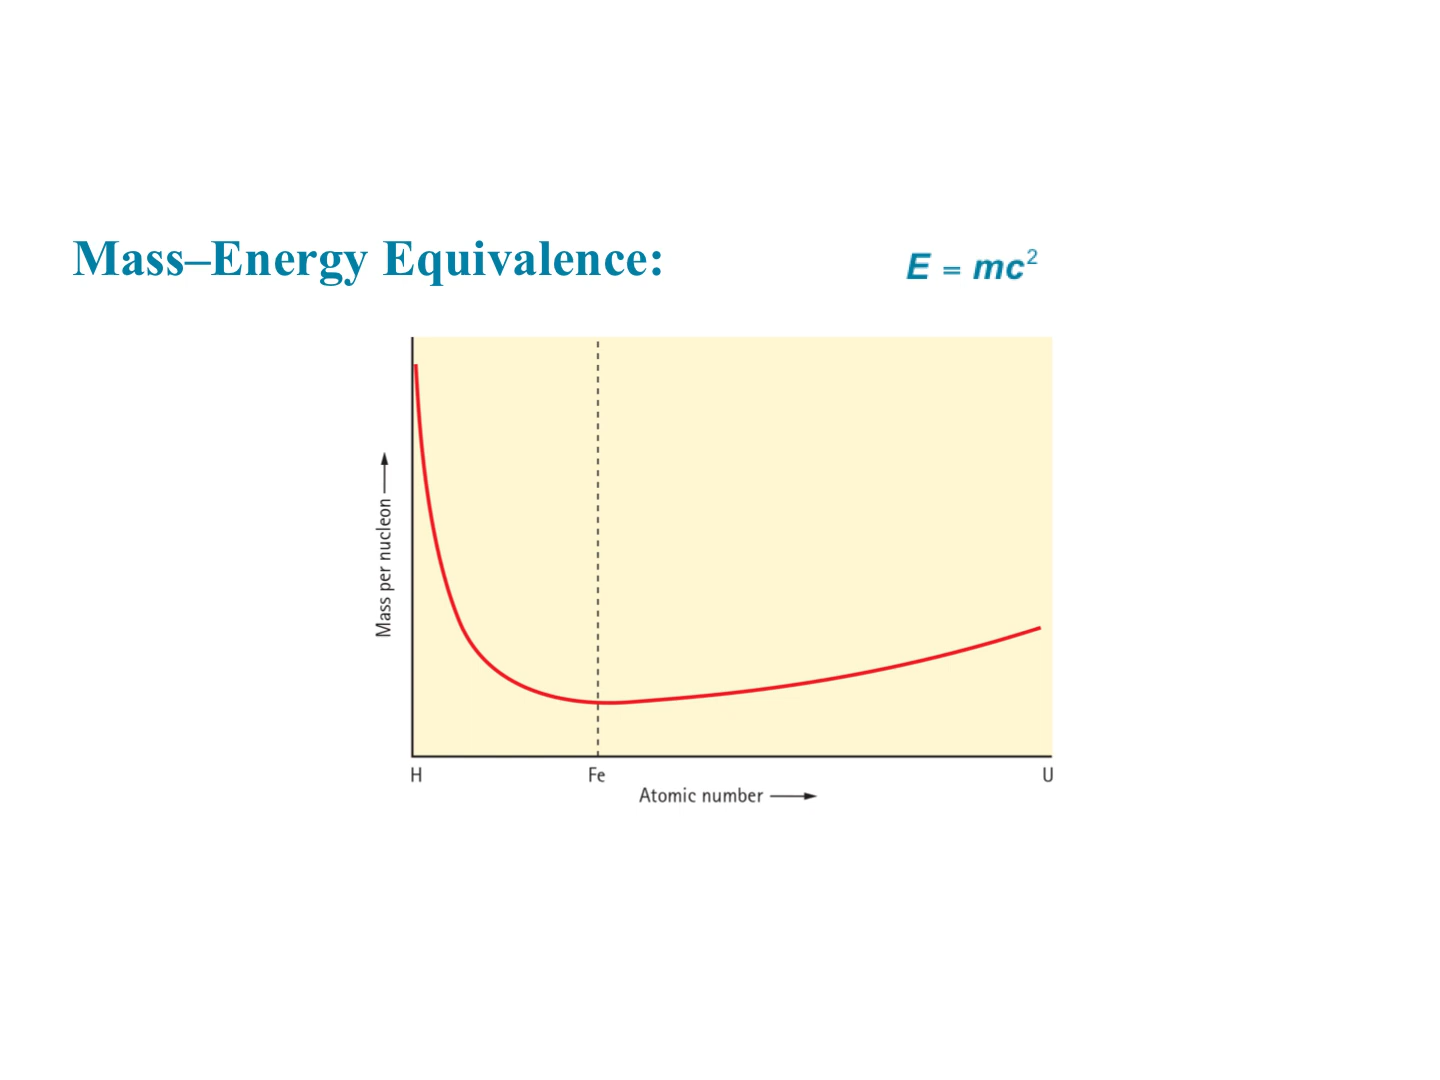 Mass–Energy Equivalence:
E = mc²
Mass per nucleon
H
Fe
U
Atomic number